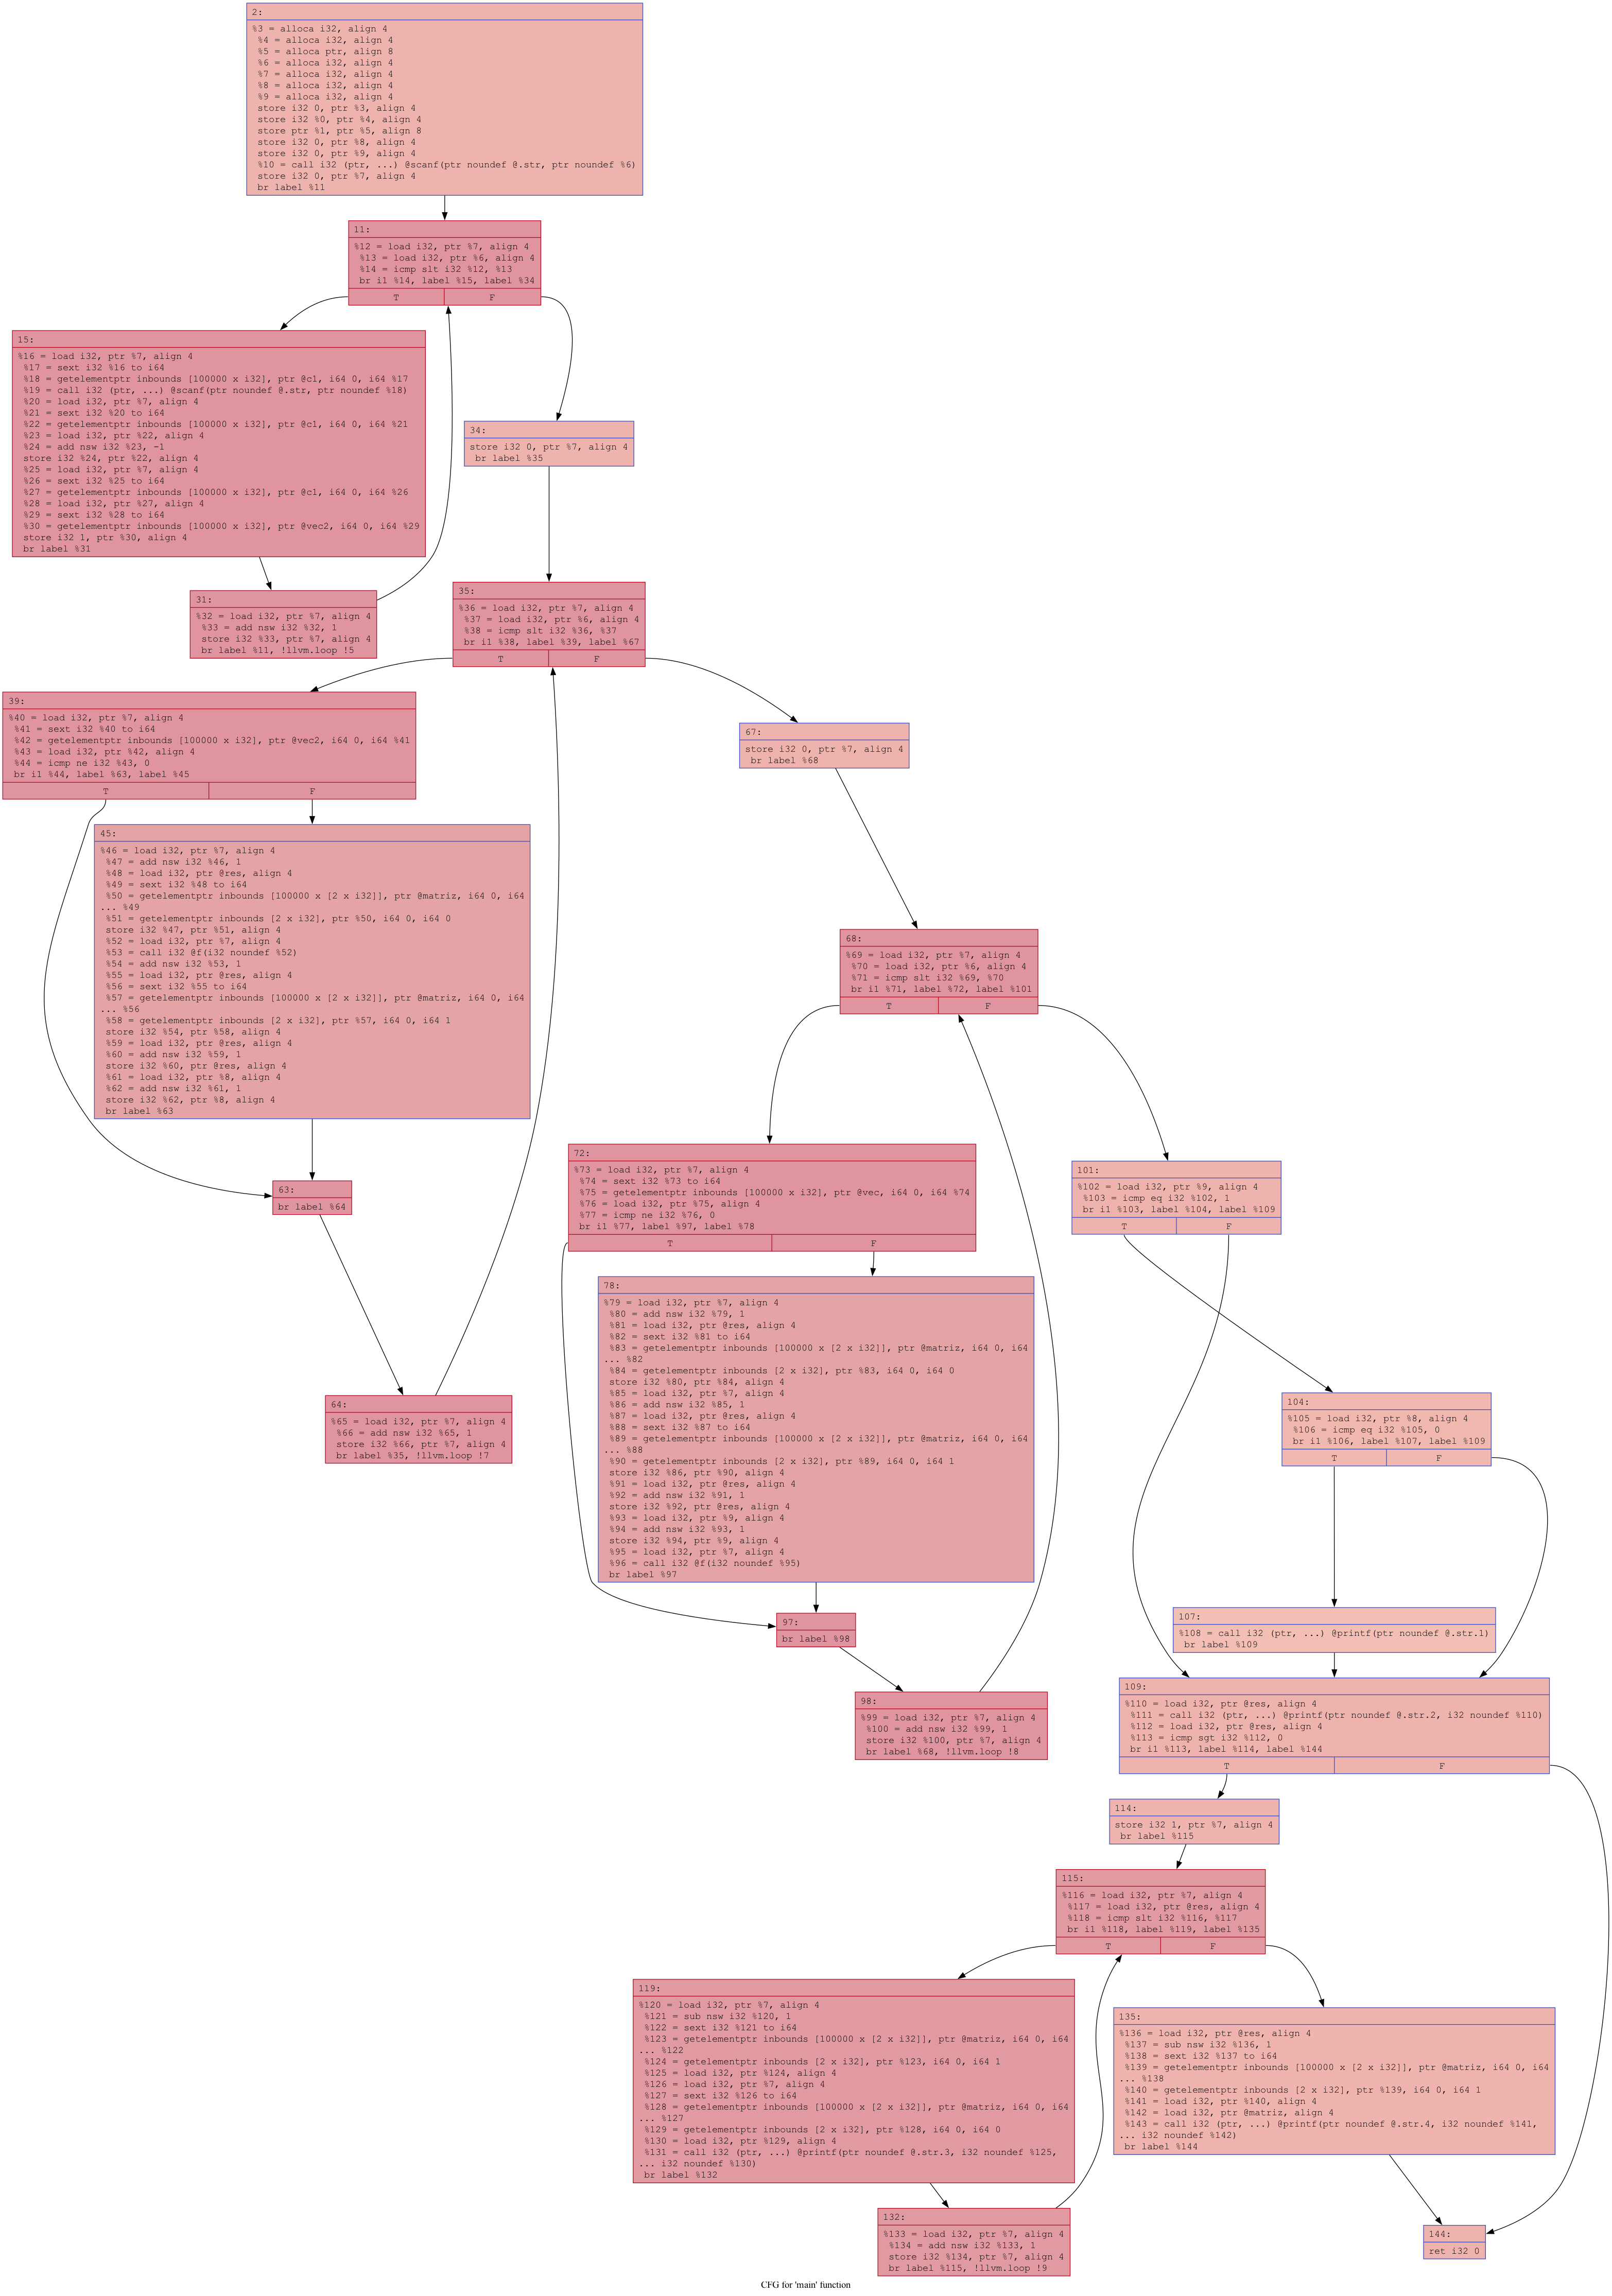 2:
%3 = alloca i32, align 4
%4 = alloca i32, align 4
%5 = alloca ptr, align 8
%6 = alloca i32, align 4
%7 = alloca i32, align 4
%8 = alloca i32, align 4
%9 = alloca i32, align 4
store i32 0, ptr %3, align 4
store i32 %0, ptr %4, align 4
store ptr %1, ptr %5, align 8
store i32 0, ptr %8, align 4
store i32 0, ptr %9, align 4
%10 = call i32 (ptr, ...) @scanf(ptr noundef @.str, ptr noundef %6)
store i32 0, ptr %7, align 4
br label %11
11:
%12 = load i32, ptr %7, align 4
%13 = load i32, ptr %6, align 4
%14 = icmp slt i32 %12, %13
br i1 %14, label %15, label %34
T F
15:
%16 = load i32, ptr %7, align 4
%17 = sext i32 %16 to i64
%18 = getelementptr inbounds [100000 x i32], ptr @c1, i64 0, i64 %17
%19 = call i32 (ptr, ...) @scanf(ptr noundef @.str, ptr noundef %18)
%20 = load i32, ptr %7, align 4
%21 = sext i32 %20 to i64
%22 = getelementptr inbounds [100000 x i32], ptr @c1, i64 0, i64 %21
%23 = load i32, ptr %22, align 4
%24 = add nsw i32 %23, -1
store i32 %24, ptr %22, align 4
%25 = load i32, ptr %7, align 4
%26 = sext i32 %25 to i64
%27 = getelementptr inbounds [100000 x i32], ptr @c1, i64 0, i64 %26
%28 = load i32, ptr %27, align 4
%29 = sext i32 %28 to i64
%30 = getelementptr inbounds [100000 x i32], ptr @vec2, i64 0, i64 %29
store i32 1, ptr %30, align 4
br label %31
34:
store i32 0, ptr %7, align 4
br label %35
31:
%32 = load i32, ptr %7, align 4
%33 = add nsw i32 %32, 1
store i32 %33, ptr %7, align 4
br label %11, !llvm.loop !5
35:
%36 = load i32, ptr %7, align 4
%37 = load i32, ptr %6, align 4
%38 = icmp slt i32 %36, %37
br i1 %38, label %39, label %67
T F
39:
%40 = load i32, ptr %7, align 4
%41 = sext i32 %40 to i64
%42 = getelementptr inbounds [100000 x i32], ptr @vec2, i64 0, i64 %41
%43 = load i32, ptr %42, align 4
%44 = icmp ne i32 %43, 0
br i1 %44, label %63, label %45
T F
67:
store i32 0, ptr %7, align 4
br label %68
45:
%46 = load i32, ptr %7, align 4
%47 = add nsw i32 %46, 1
%48 = load i32, ptr @res, align 4
%49 = sext i32 %48 to i64
%50 = getelementptr inbounds [100000 x [2 x i32]], ptr @matriz, i64 0, i64
... %49
%51 = getelementptr inbounds [2 x i32], ptr %50, i64 0, i64 0
store i32 %47, ptr %51, align 4
%52 = load i32, ptr %7, align 4
%53 = call i32 @f(i32 noundef %52)
%54 = add nsw i32 %53, 1
%55 = load i32, ptr @res, align 4
%56 = sext i32 %55 to i64
%57 = getelementptr inbounds [100000 x [2 x i32]], ptr @matriz, i64 0, i64
... %56
%58 = getelementptr inbounds [2 x i32], ptr %57, i64 0, i64 1
store i32 %54, ptr %58, align 4
%59 = load i32, ptr @res, align 4
%60 = add nsw i32 %59, 1
store i32 %60, ptr @res, align 4
%61 = load i32, ptr %8, align 4
%62 = add nsw i32 %61, 1
store i32 %62, ptr %8, align 4
br label %63
68:
%69 = load i32, ptr %7, align 4
%70 = load i32, ptr %6, align 4
%71 = icmp slt i32 %69, %70
br i1 %71, label %72, label %101
T F
63:
br label %64
72:
%73 = load i32, ptr %7, align 4
%74 = sext i32 %73 to i64
%75 = getelementptr inbounds [100000 x i32], ptr @vec, i64 0, i64 %74
%76 = load i32, ptr %75, align 4
%77 = icmp ne i32 %76, 0
br i1 %77, label %97, label %78
T F
101:
%102 = load i32, ptr %9, align 4
%103 = icmp eq i32 %102, 1
br i1 %103, label %104, label %109
T F
64:
%65 = load i32, ptr %7, align 4
%66 = add nsw i32 %65, 1
store i32 %66, ptr %7, align 4
br label %35, !llvm.loop !7
78:
%79 = load i32, ptr %7, align 4
%80 = add nsw i32 %79, 1
%81 = load i32, ptr @res, align 4
%82 = sext i32 %81 to i64
%83 = getelementptr inbounds [100000 x [2 x i32]], ptr @matriz, i64 0, i64
... %82
%84 = getelementptr inbounds [2 x i32], ptr %83, i64 0, i64 0
store i32 %80, ptr %84, align 4
%85 = load i32, ptr %7, align 4
%86 = add nsw i32 %85, 1
%87 = load i32, ptr @res, align 4
%88 = sext i32 %87 to i64
%89 = getelementptr inbounds [100000 x [2 x i32]], ptr @matriz, i64 0, i64
... %88
%90 = getelementptr inbounds [2 x i32], ptr %89, i64 0, i64 1
store i32 %86, ptr %90, align 4
%91 = load i32, ptr @res, align 4
%92 = add nsw i32 %91, 1
store i32 %92, ptr @res, align 4
%93 = load i32, ptr %9, align 4
%94 = add nsw i32 %93, 1
store i32 %94, ptr %9, align 4
%95 = load i32, ptr %7, align 4
%96 = call i32 @f(i32 noundef %95)
br label %97
104:
%105 = load i32, ptr %8, align 4
%106 = icmp eq i32 %105, 0
br i1 %106, label %107, label %109
T F
97:
br label %98
107:
%108 = call i32 (ptr, ...) @printf(ptr noundef @.str.1)
br label %109
98:
%99 = load i32, ptr %7, align 4
%100 = add nsw i32 %99, 1
store i32 %100, ptr %7, align 4
br label %68, !llvm.loop !8
109:
%110 = load i32, ptr @res, align 4
%111 = call i32 (ptr, ...) @printf(ptr noundef @.str.2, i32 noundef %110)
%112 = load i32, ptr @res, align 4
%113 = icmp sgt i32 %112, 0
br i1 %113, label %114, label %144
T F
114:
store i32 1, ptr %7, align 4
br label %115
115:
%116 = load i32, ptr %7, align 4
%117 = load i32, ptr @res, align 4
%118 = icmp slt i32 %116, %117
br i1 %118, label %119, label %135
T F
119:
%120 = load i32, ptr %7, align 4
%121 = sub nsw i32 %120, 1
%122 = sext i32 %121 to i64
%123 = getelementptr inbounds [100000 x [2 x i32]], ptr @matriz, i64 0, i64
... %122
%124 = getelementptr inbounds [2 x i32], ptr %123, i64 0, i64 1
%125 = load i32, ptr %124, align 4
%126 = load i32, ptr %7, align 4
%127 = sext i32 %126 to i64
%128 = getelementptr inbounds [100000 x [2 x i32]], ptr @matriz, i64 0, i64
... %127
%129 = getelementptr inbounds [2 x i32], ptr %128, i64 0, i64 0
%130 = load i32, ptr %129, align 4
%131 = call i32 (ptr, ...) @printf(ptr noundef @.str.3, i32 noundef %125,
... i32 noundef %130)
br label %132
135:
%136 = load i32, ptr @res, align 4
%137 = sub nsw i32 %136, 1
%138 = sext i32 %137 to i64
%139 = getelementptr inbounds [100000 x [2 x i32]], ptr @matriz, i64 0, i64
... %138
%140 = getelementptr inbounds [2 x i32], ptr %139, i64 0, i64 1
%141 = load i32, ptr %140, align 4
%142 = load i32, ptr @matriz, align 4
%143 = call i32 (ptr, ...) @printf(ptr noundef @.str.4, i32 noundef %141,
... i32 noundef %142)
br label %144
132:
%133 = load i32, ptr %7, align 4
%134 = add nsw i32 %133, 1
store i32 %134, ptr %7, align 4
br label %115, !llvm.loop !9
144:
ret i32 0
CFG for 'main' function